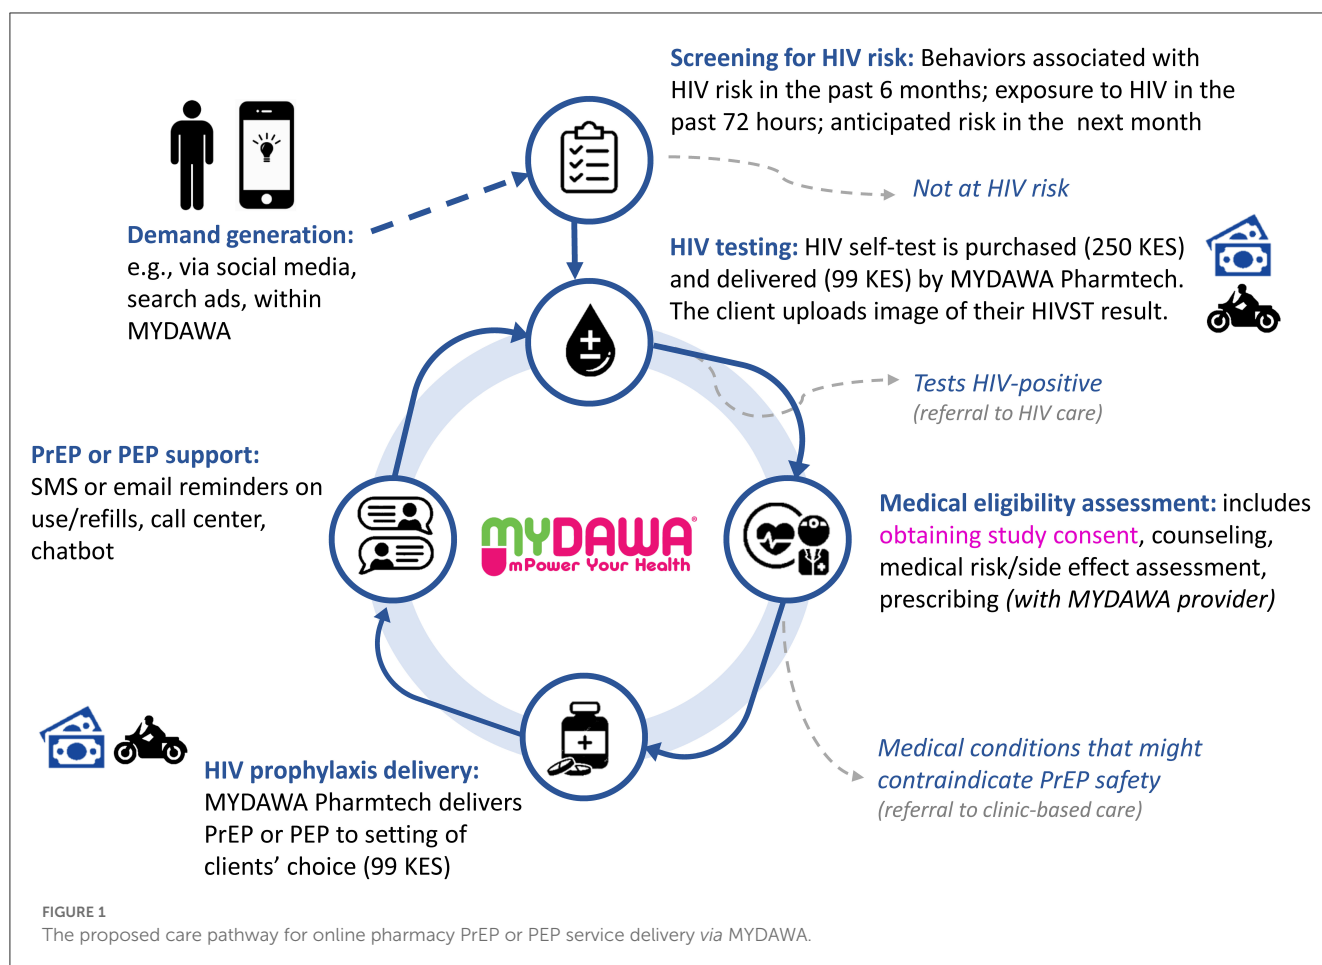 Screening for HIV risk: Behaviors associated with
HIV risk in the past 6 months; exposure to HIV in the
past 72 hours; anticipated risk in the next month
Not at HIV risk
Demand generation:
e.g., via social media,
search ads, within
MYDAWA
HIV testing: HIV self-test is purchased (250 KES)
and delivered (99 KES) by MYDAWA Pharmtech.
The client uploads image of their HIVST result.
Tests HIV-positive
(referral to HIV care)
PrEP or PEP support:
SMS or email reminders on
use/refills, call center,
chatbot
MYDAWA®
mPower Your Health
Medical eligibility assessment: includes
obtaining study consent, counseling,
medical risk/side effect assessment,
prescribing (with MYDAWA provider)
Medical conditions that might
contraindicate PrEP safety
(referral to clinic-based care)
HIV prophylaxis delivery:
MYDAWA Pharmtech delivers
PrEP or PEP to setting of
clients’ choice (99 KES)
FIGURE 1
The proposed care pathway for online pharmacy PrEP or PEP service delivery via MYDAWA.